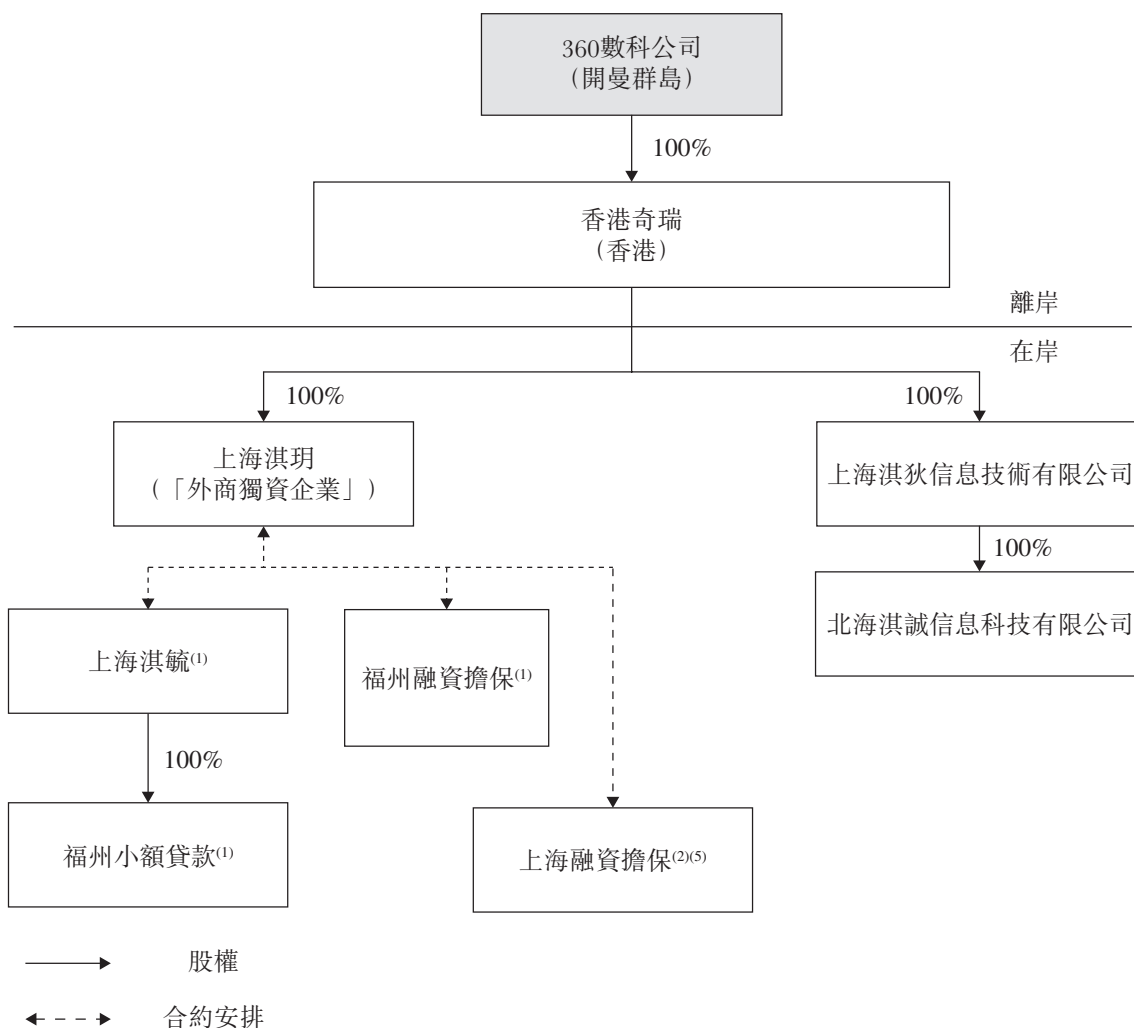 360數科公司
（開曼群島）
100%
香港奇瑞
（香港）
離岸
在岸
100%
100%
上海淇玥
（「外商獨資企業」）
上海淇狄信息技術有限公司
100%
上海淇毓(1)
福州融資擔保(1)
北海淇誠信息科技有限公司
100%
福州小額貸款(1)
上海融資擔保(2)(5)
股權
合約安排